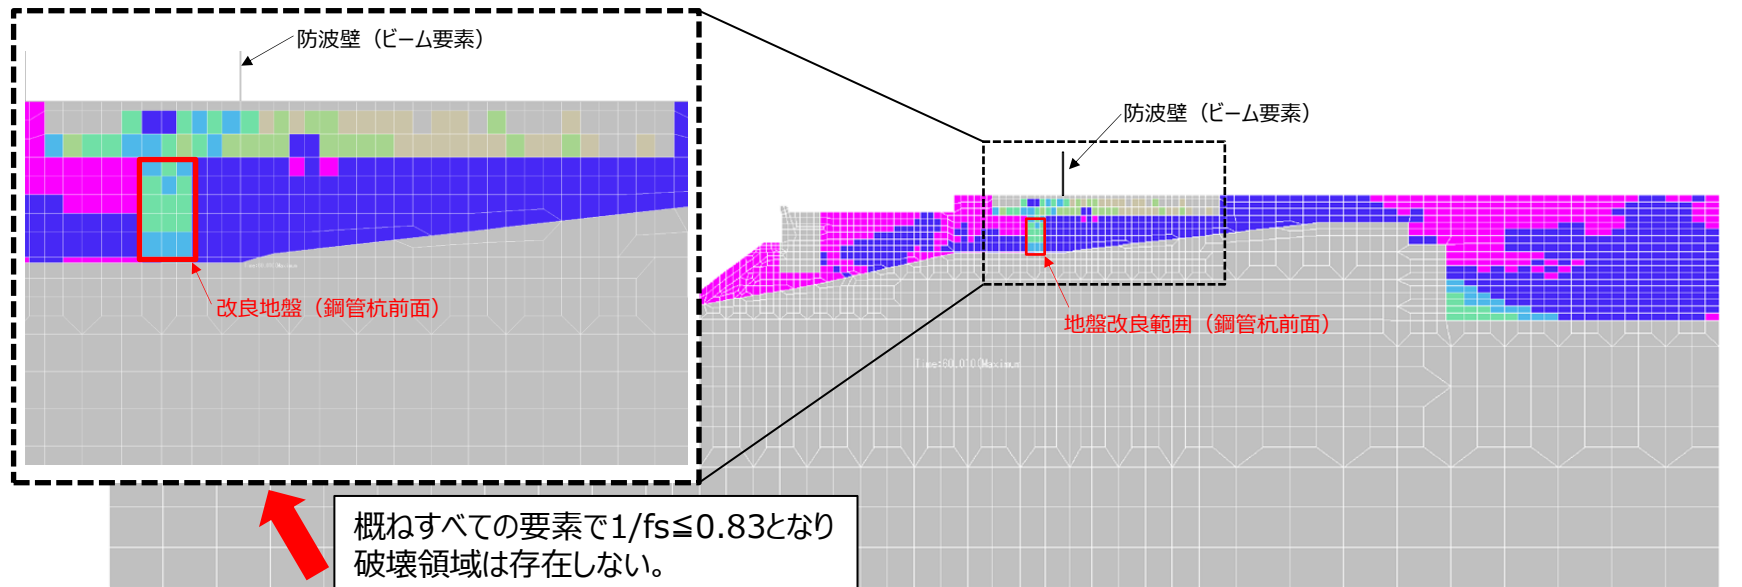 防波壁（ビーム要素）
改良地盤（鋼管杭前面）
防波壁（ビーム要素）
地盤改良範囲（鋼管杭前面）
概ねすべての要素で1/fs≦0.83となり
破壊領域は存在しない。